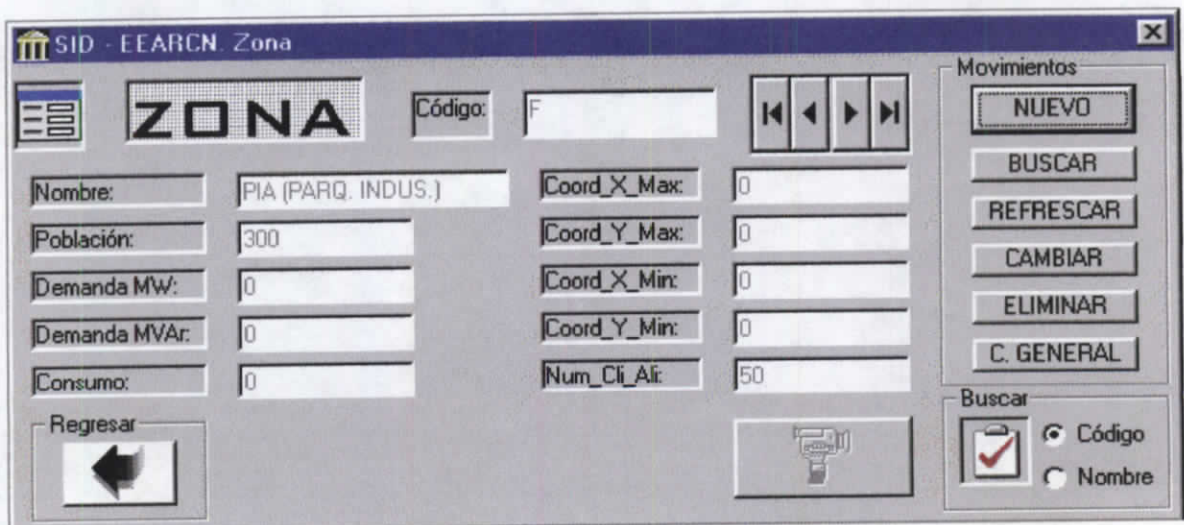 SID - EEARCN. Zona
ZONA
Código: F
Nombre: PIA (PARQ. INDUS.)
Población: 300
Demanda MW: 0
Demanda MVAr: 0
Consumo: 0
Coord_X_Max: 0
Coord_Y_Max: 0
Coord_X_Min: 0
Coord_Y_Min: 0
Num_Cli_Ali: 50
Movimientos
NUEVO
BUSCAR
REFRESCAR
CAMBIAR
ELIMINAR
C. GENERAL
Regresar
Buscar
Código
Nombre